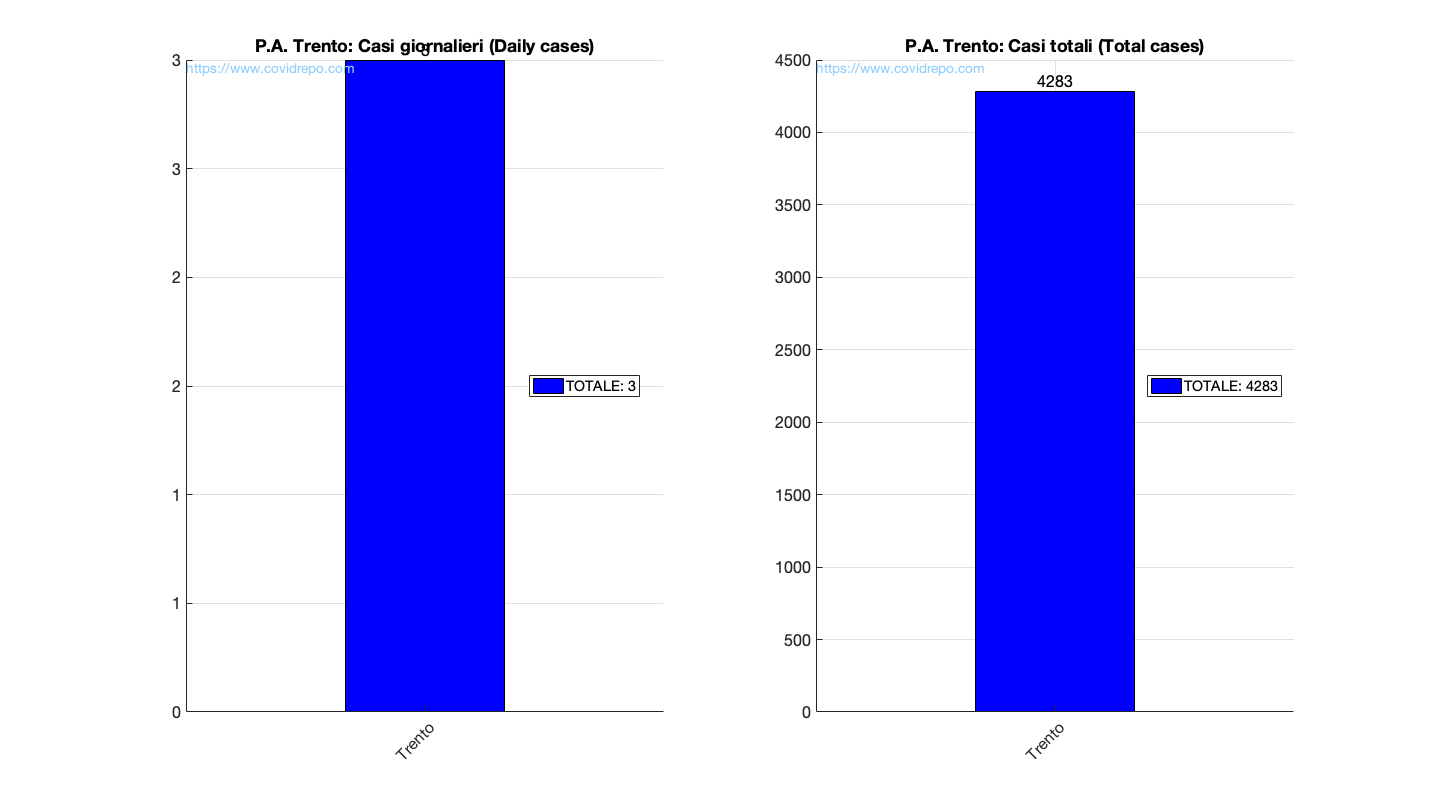 P.A. Trento: Casi giornalieri (Daily cases)
3
https://www.covidrepo.com
3
3
2
2
1
1
0
TOTALE: 3
Trento
P.A. Trento: Casi totali (Total cases)
https://www.covidrepo.com
4283
4500
4000
3500
3000
2500
2000
1500
1000
500
0
TOTALE: 4283
Trento